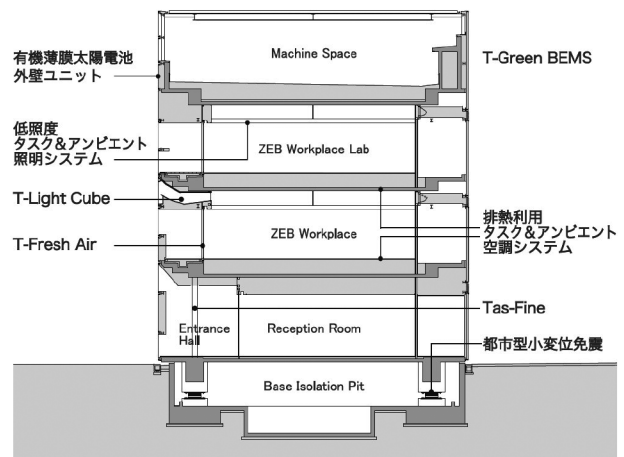 Machine Space
有機薄膜太陽電池
外壁ユニット
T-Green BEMS
低照度
タスク&アンビエント
照明システム
ZEB Workplace Lab
T-Light Cube
排熱利用
タスク&アンビエント
空調システム
ZEB Workplace
T-Fresh Air
Tas-Fine
Entrance
Hall
Reception Room
都市型小変位免震
Base Isolation Pit